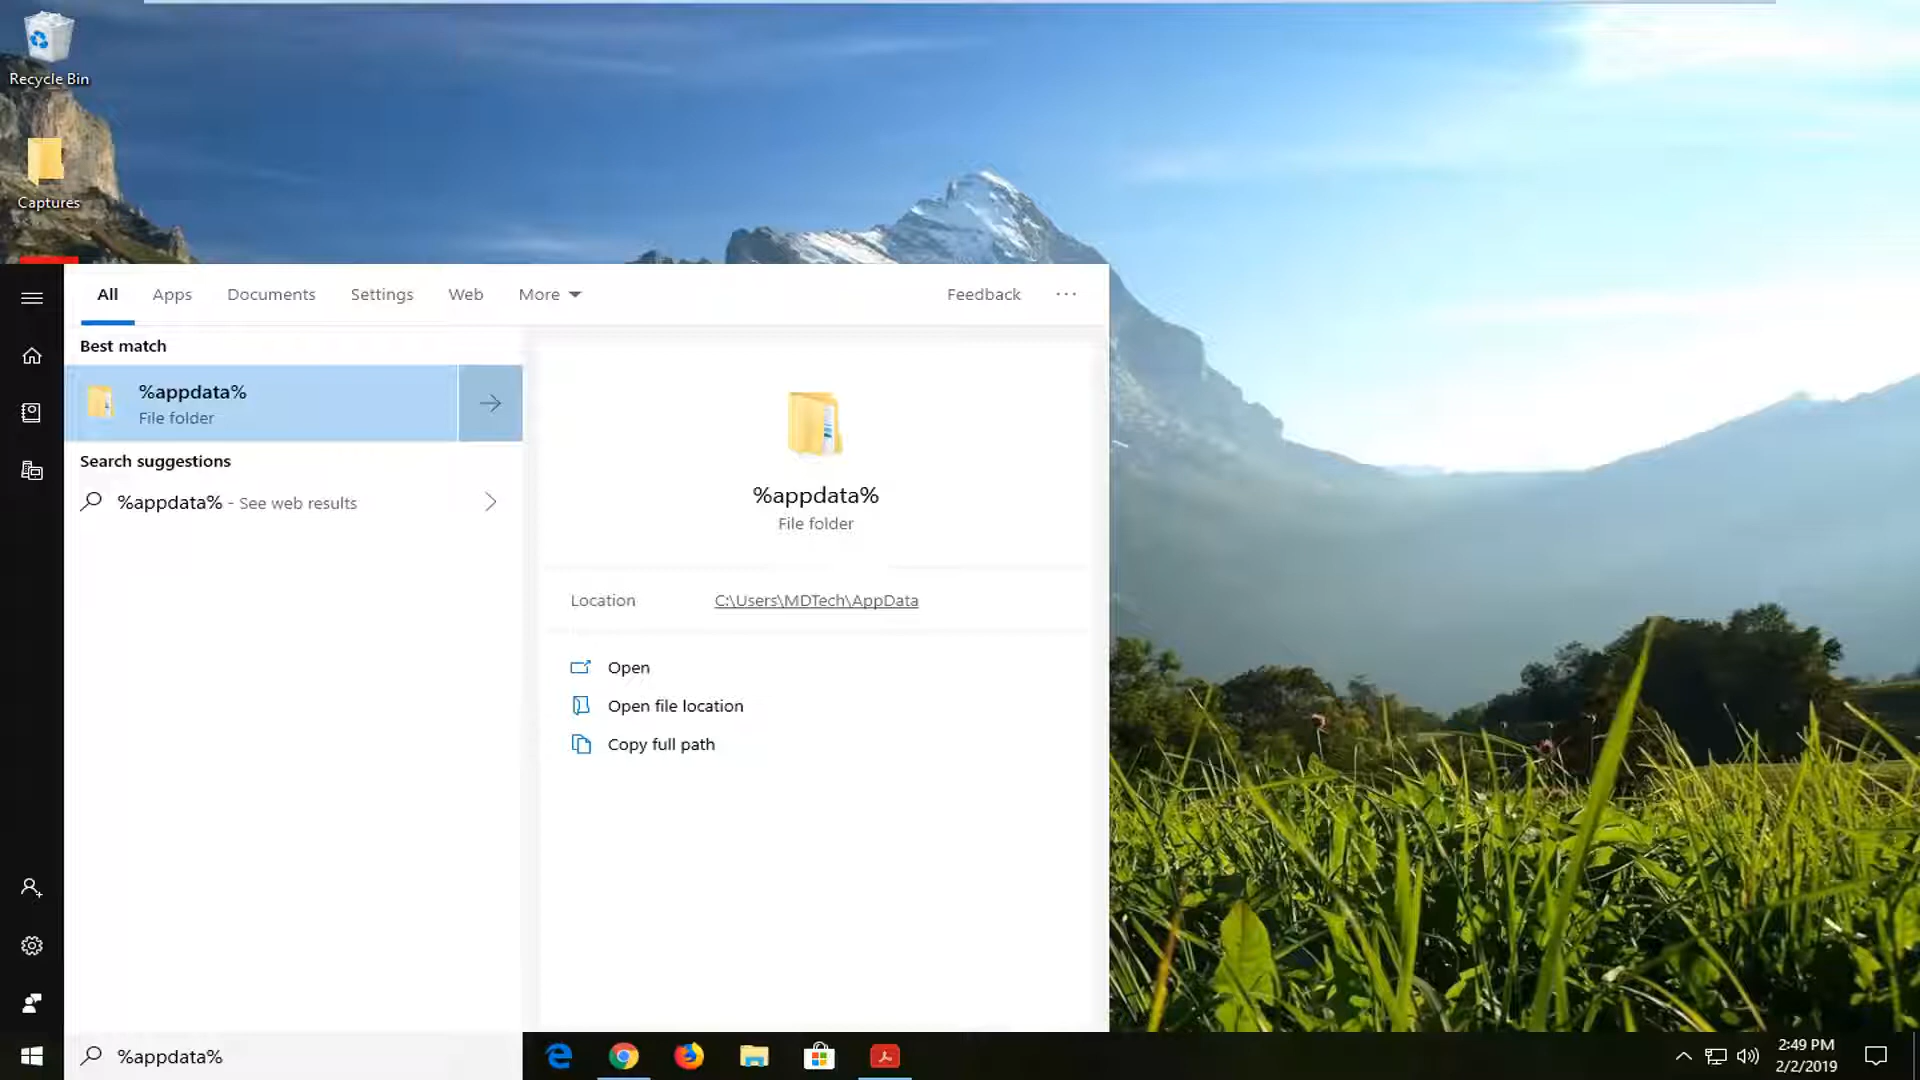 Recycle Bin
Captures
All Apps Documents Settings Web More Feedback ...
Best match
%appdata%
File folder
Search suggestions
%appdata% - See web results
%appdata%
File folder
Location C:\Users\MDTech\AppData
Open
Open file location
Copy full path
%appdata%
2:49 PM
2/2/2019